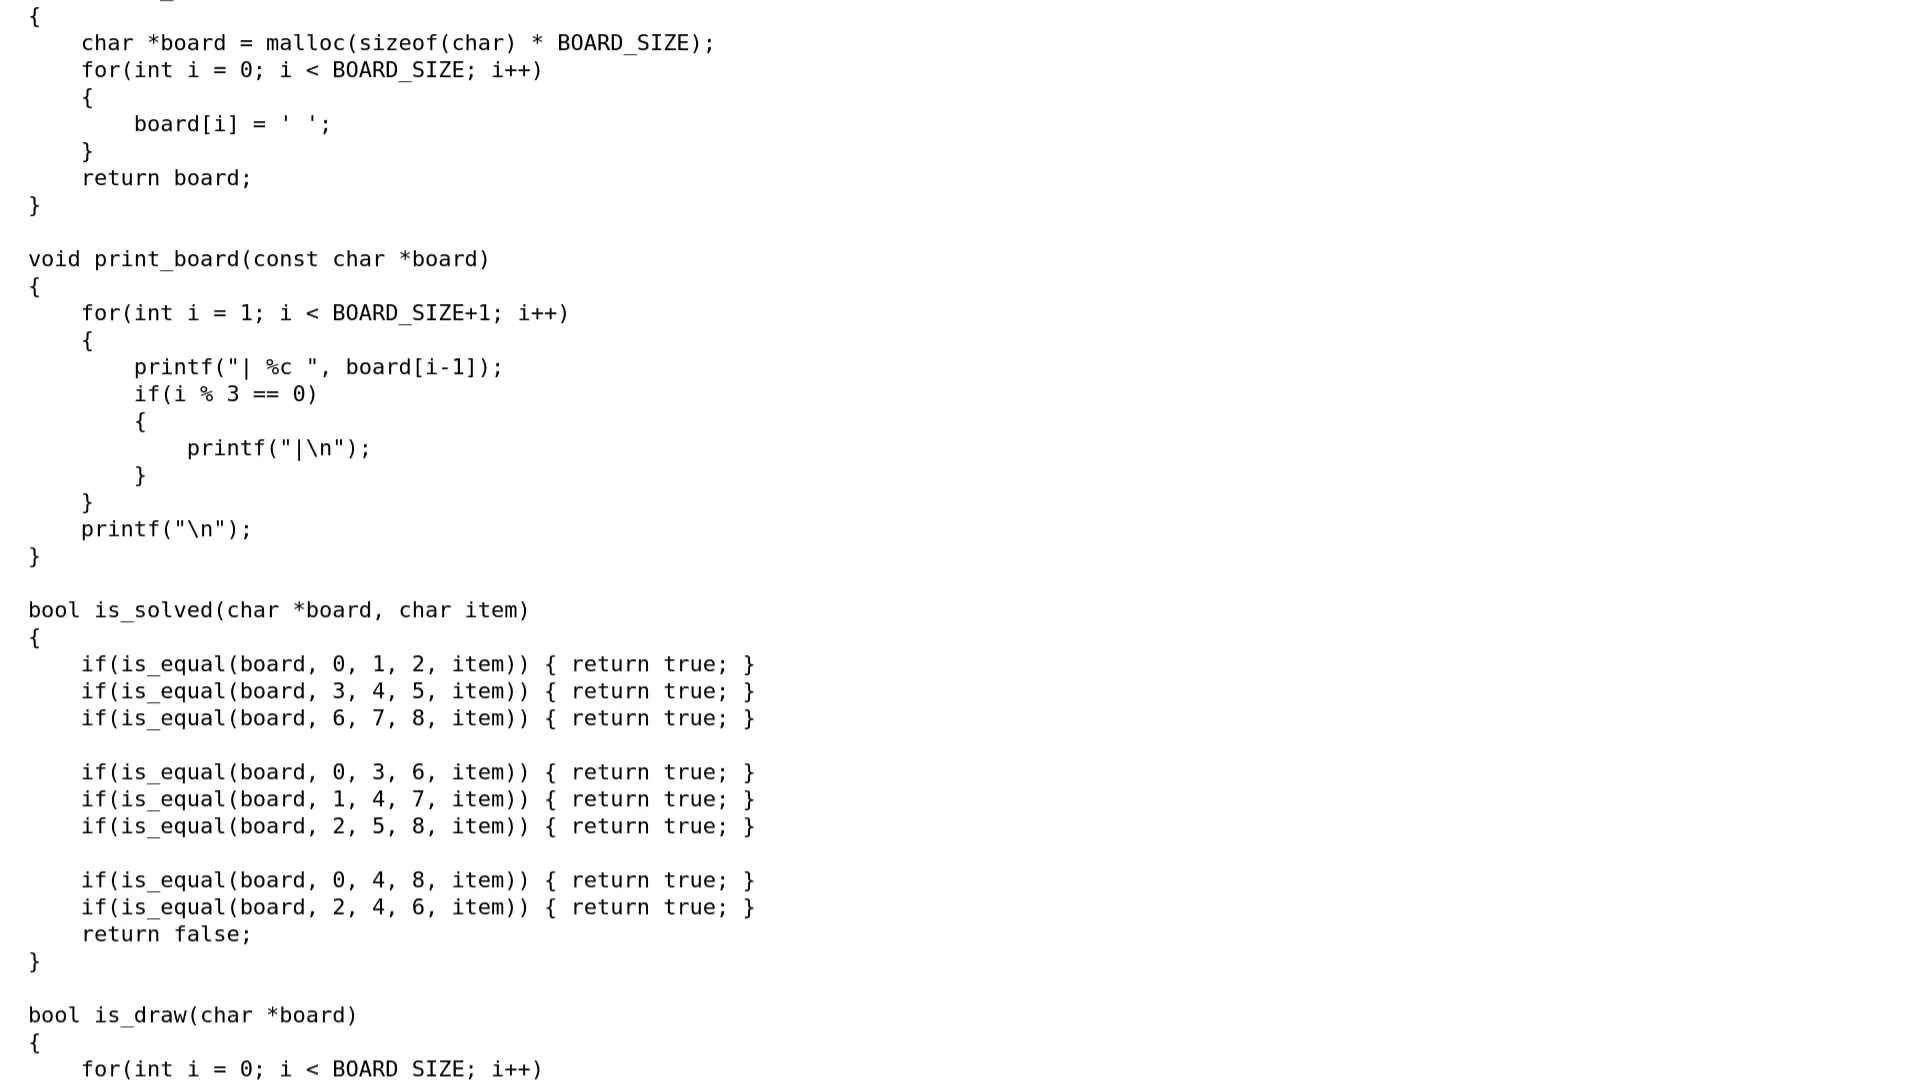 {
    char *board = malloc(sizeof(char) * BOARD_SIZE);
    for(int i = 0; i < BOARD_SIZE; i++)
    {
        board[i] = ' ';
    }
    return board;
}

void print_board(const char *board)
{
    for(int i = 1; i < BOARD_SIZE+1; i++)
    {
        printf("| %c ", board[i-1]);
        if(i % 3 == 0)
        {
            printf("|\n");
        }
    }
    printf("\n");
}

bool is_solved(char *board, char item)
{
    if(is_equal(board, 0, 1, 2, item)) { return true; }
    if(is_equal(board, 3, 4, 5, item)) { return true; }
    if(is_equal(board, 6, 7, 8, item)) { return true; }

    if(is_equal(board, 0, 3, 6, item)) { return true; }
    if(is_equal(board, 1, 4, 7, item)) { return true; }
    if(is_equal(board, 2, 5, 8, item)) { return true; }

    if(is_equal(board, 0, 4, 8, item)) { return true; }
    if(is_equal(board, 2, 4, 6, item)) { return true; }
    return false;
}

bool is_draw(char *board)
{
    for(int i = 0; i < BOARD_SIZE; i++)